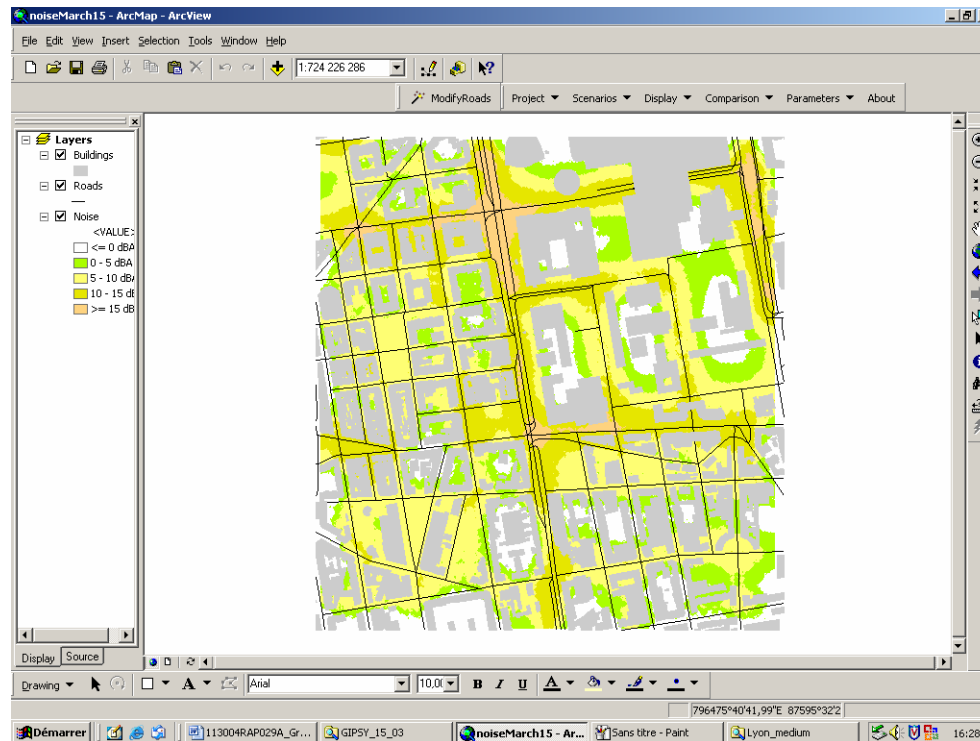 noiseMarch15 - ArcMap - ArcView
File Edit View Insert Selection Tools Window Help
1:724 226 286
ModifyRoads Project Scenarios Display Comparison Parameters About
Layers
Buildings
Roads
Noise
<VALUE>
<= 0 dBA
0 - 5 dBA
5 - 10 dBA
10 - 15 dB
>= 15 dB
Display Source
Drawing A Arial 10,0 B I U A
796475°40'41,99"E 87595°32'2
Démarrer 113004RAP029A_Gr... GIPSY_15_03 noiseMarch15 - Ar... Sans titre - Paint Lyon_medium 16:28